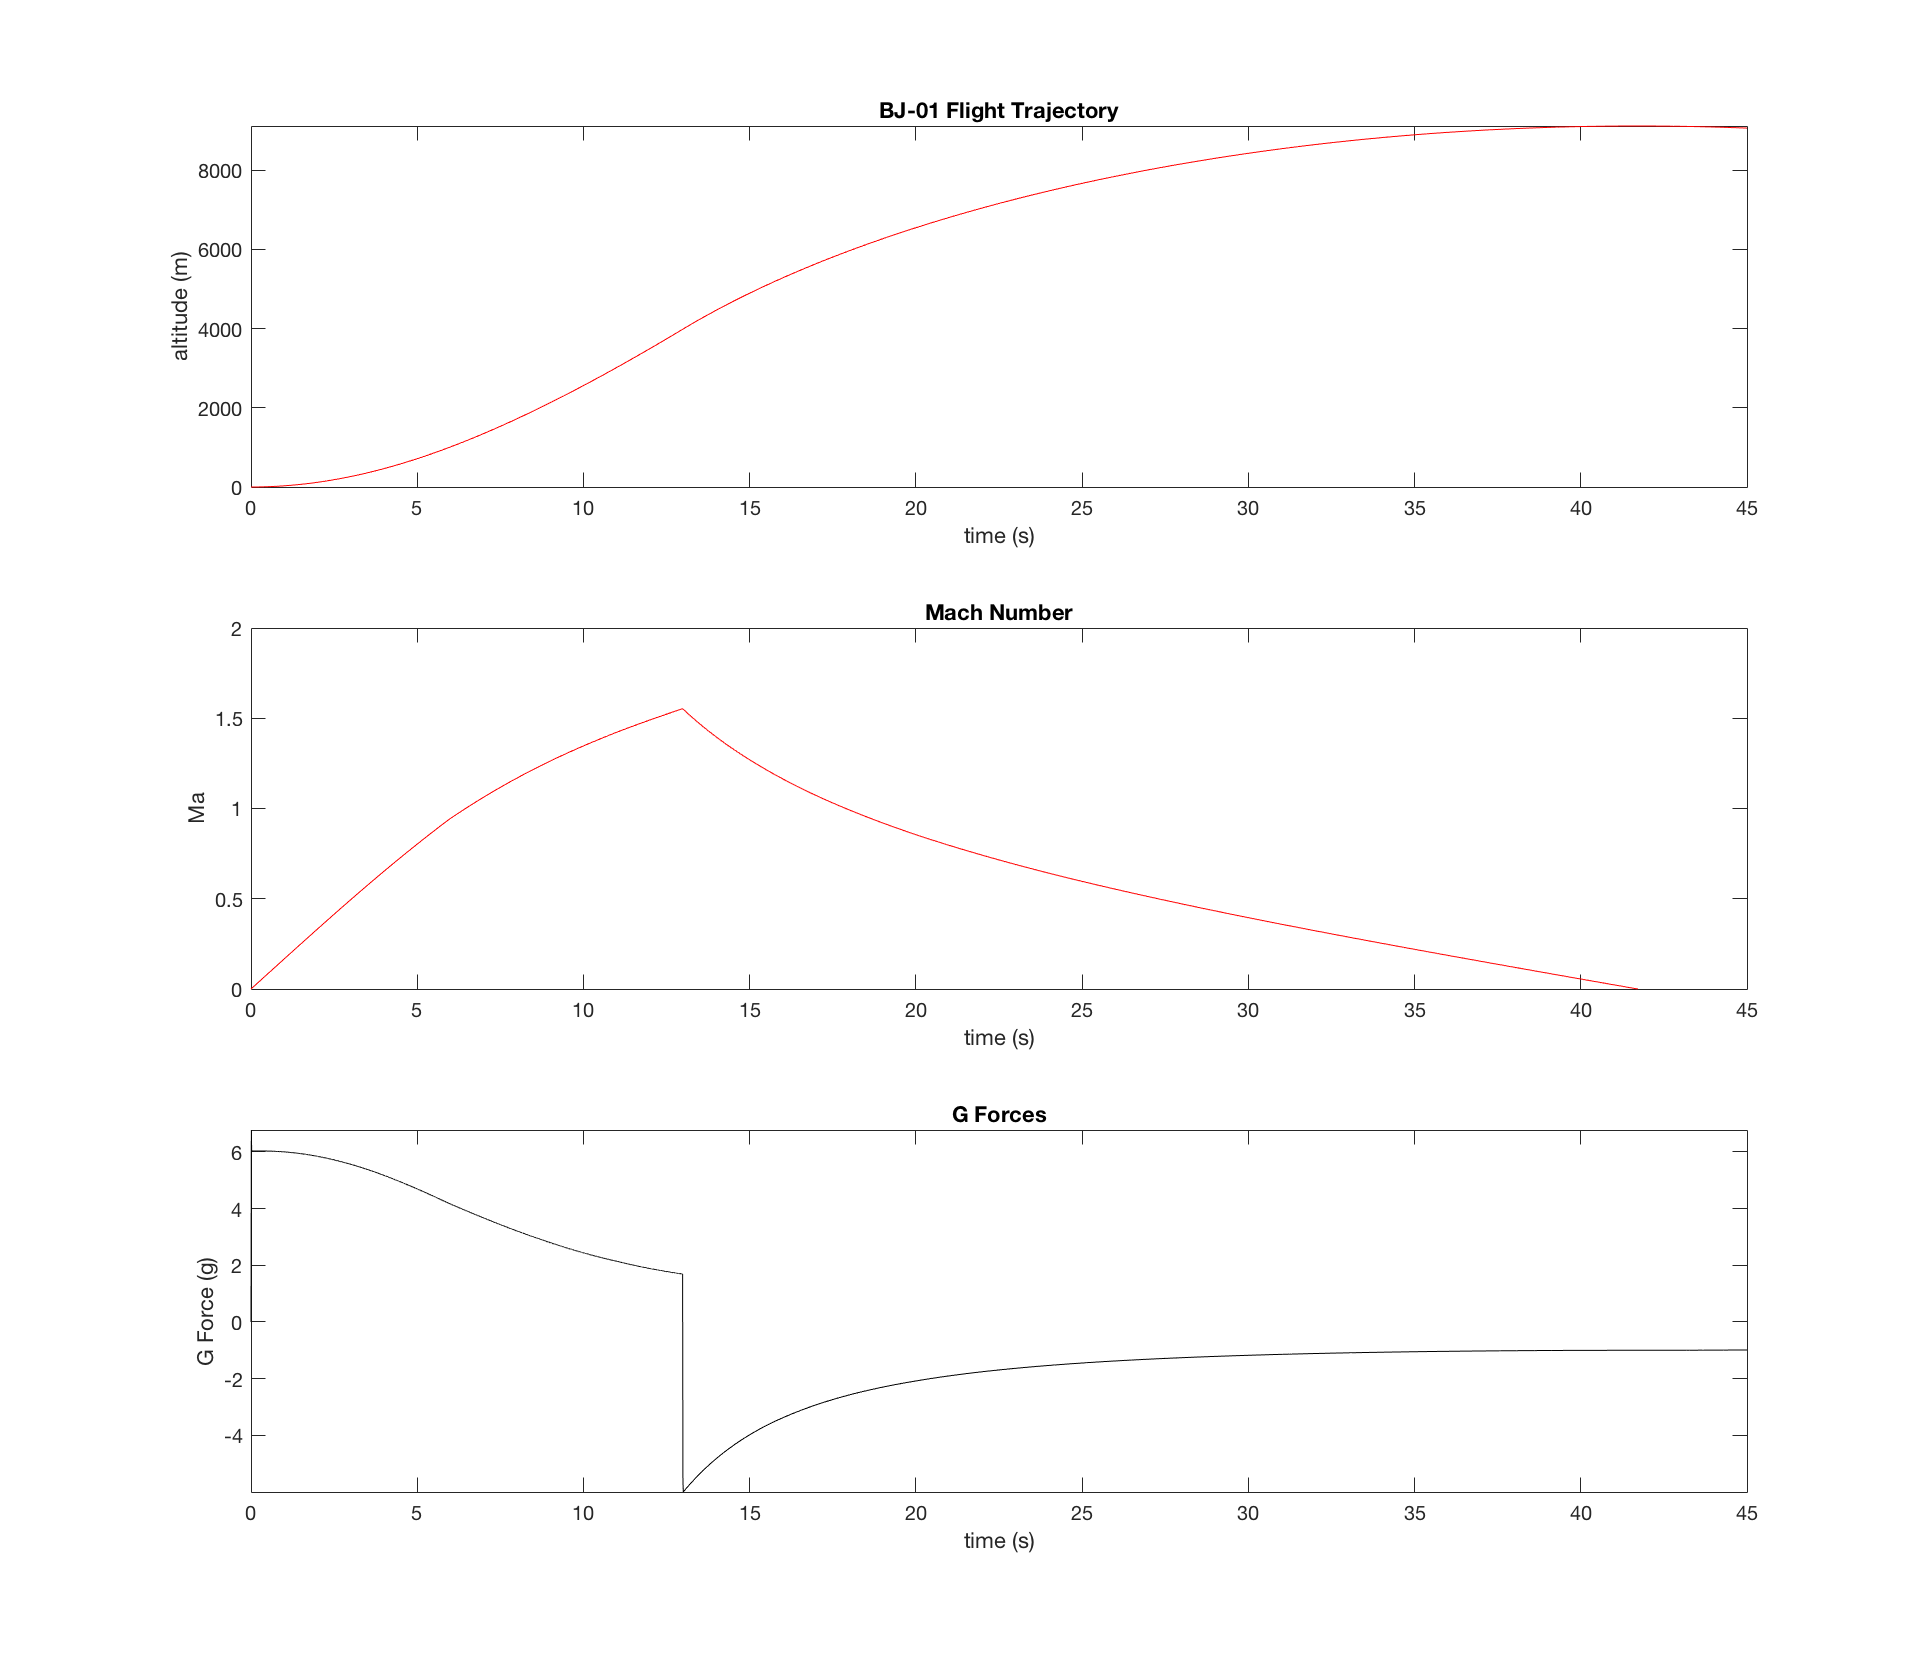 BJ-01 Flight Trajectory
8000
6000
4000
2000
0
altitude (m)
0 5 10 15 20 25 30 35 40 45
time (s)
Mach Number
2
1.5
1
0.5
0
Ma
0 5 10 15 20 25 30 35 40 45
time (s)
G Forces
6
4
2
0
-2
-4
G Force (g)
0 5 10 15 20 25 30 35 40 45
time (s)